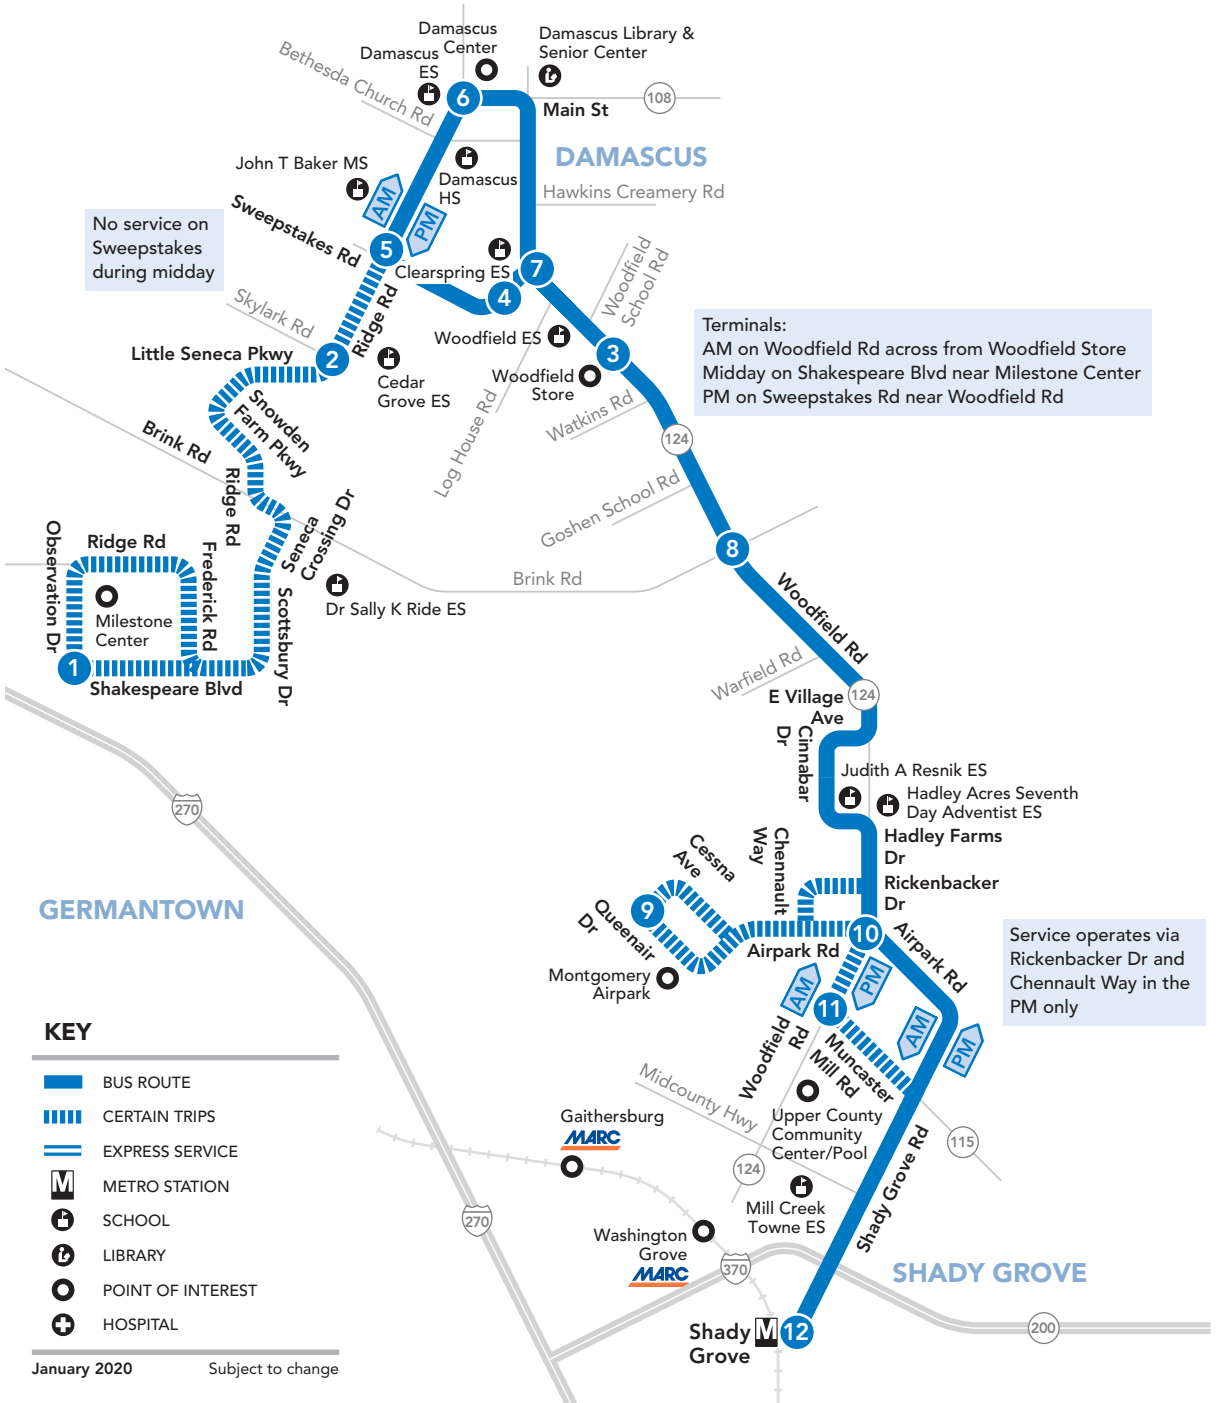 Damascus
Center
Damascus Library &
Senior Center
Damascus
ES
Bethesda Church Rd
6
108
Main St
DAMASCUS
John T Baker MS
Damascus
HS
Hawkins Creamery Rd
AM
PM
Sweepstakes Rd
No service on
Sweepstakes
during midday
5
Clearspring ES
7
4
Woodfield
School Rd
Skylark Rd
Ridge Rd
Woodfield ES
3
Little Seneca Pkwy
2
Cedar
Grove ES
Woodfield
Store
Terminals:
AM on Woodfield Rd across from Woodfield Store
Midday on Shakespeare Blvd near Milestone Center
PM on Sweepstakes Rd near Woodfield Rd
Snowden
Farm Pkwy
Log House Rd
Watkins Rd
124
Brink Rd
Ridge Rd
Goshen School Rd
Seneca
Crossing Dr
8
Observation Dr
Ridge Rd
Frederick Rd
Brink Rd
Milestone
Center
Scottsbury Dr
Dr Sally K Ride ES
Woodfield Rd
1
Shakespeare Blvd
Warfield Rd
E Village
Ave
124
Cinnabar
Dr
Judith A Resnik ES
Hadley Acres Seventh
Day Adventist ES
270
Hadley Farms
Dr
Chennault
Way
Cessna
Ave
Rickenbacker
Dr
GERMANTOWN
9
Queenair
Dr
10
Airpark Rd
Airpark Rd
Service operates via
Rickenbacker Dr and
Chennault Way in the
PM only
Montgomery
Airpark
AM
PM
11
AM
PM
Woodfield
Rd
Muncaster
Mill Rd
Midcounty Hwy
KEY
BUS ROUTE
CERTAIN TRIPS
EXPRESS SERVICE
M
METRO STATION
SCHOOL
LIBRARY
POINT OF INTEREST
HOSPITAL
January 2020
Subject to change
Gaithersburg
MARC
Upper County
Community
Center/Pool
115
124
Shady Grove Rd
Mill Creek
Towne ES
270
Washington
Grove
MARC
370
SHADY GROVE
200
Shady
Grove
M
12